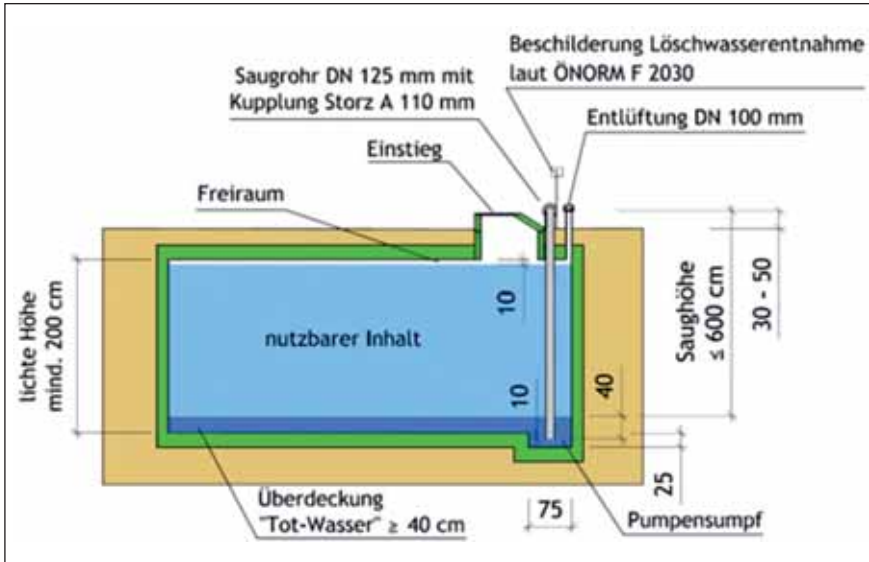 Beschilderung Löschwasserentnahme
laut ÖNORM F 2030
Saugrohr DN 125 mm mit
Kupplung Storz A 110 mm
Entlüftung DN 100 mm
Einstieg
Freiraum
lichte Höhe
mind. 200 cm
nutzbarer Inhalt
10
10
40
Saughöhe
≤ 600 cm
30 - 50
25
75
Überdeckung
"Tot-Wasser" ≥ 40 cm
Pumpensumpf